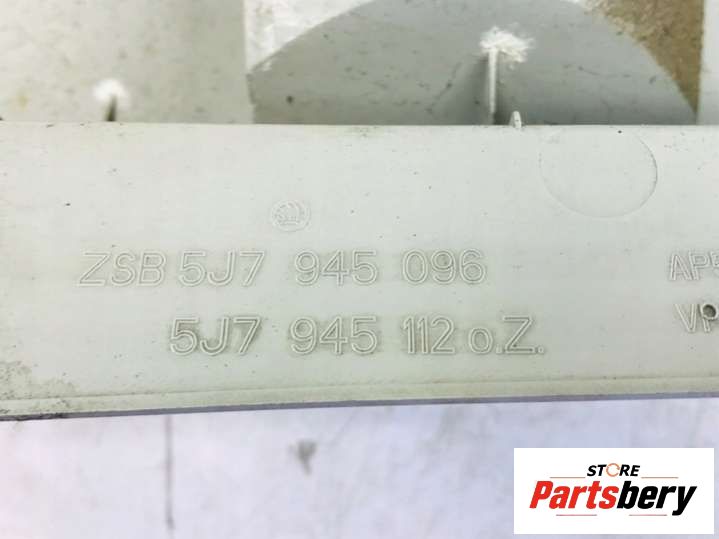 ZSB 5J7 945 096
5J7 945 112 o.Z.
STORE
Partsbery